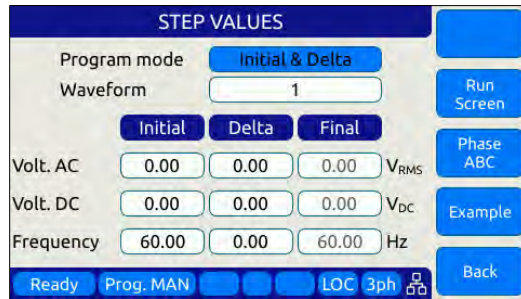 STEP VALUES
Program mode Initial & Delta
Waveform 1
Initial Delta Final
Volt. AC 0.00 0.00 0.00 VRMS
Volt. DC 0.00 0.00 0.00 VDC
Frequency 60.00 0.00 60.00 Hz
Ready Prog. MAN LOC 3ph
Run
Screen
Phase
ABC
Example
Back